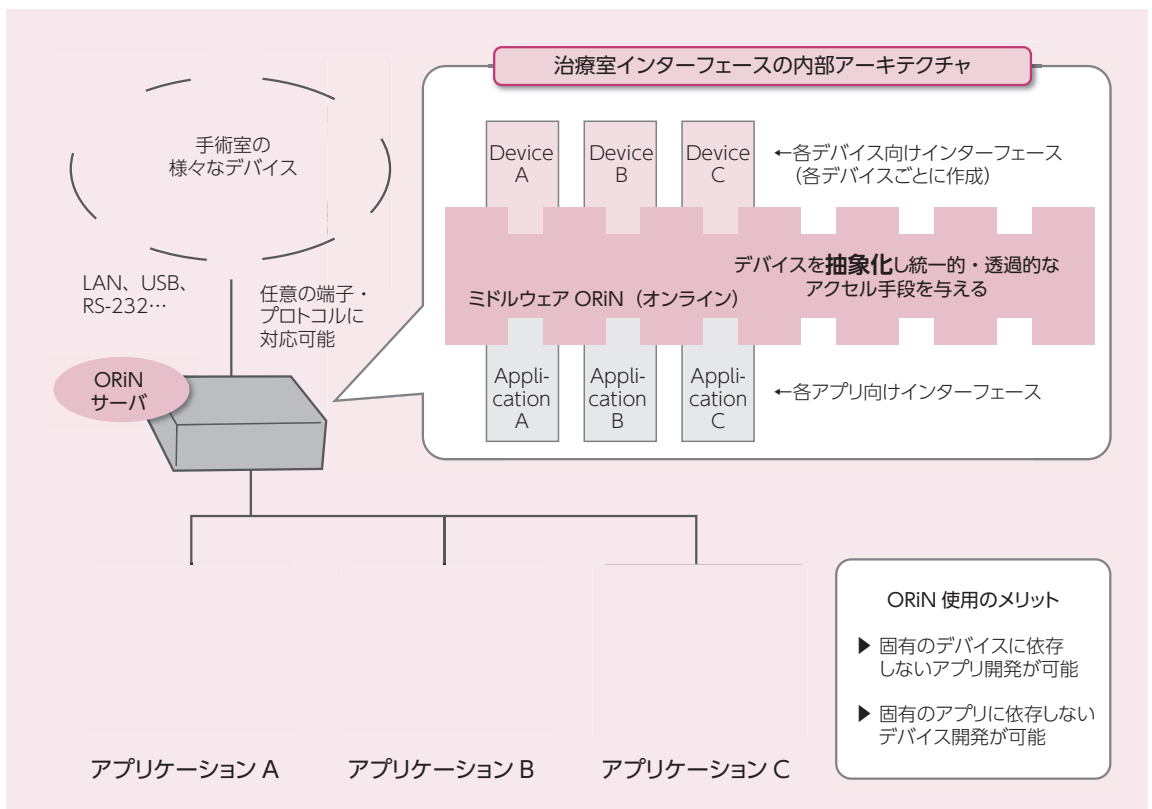 治療室インターフェースの内部アーキテクチャ
手術室の
様々なデバイス
Device
A
Device
B
Device
C
←各デバイス向けインターフェース
(各デバイスごとに作成)
デバイスを抽象化し統一的・透過的な
アクセル手段を与える
ミドルウェア ORiN(オンライン)
LAN、USB、
RS-232…
任意の端子・
プロトコルに
対応可能
ORiN
サーバ
Appli-
cation
A
Appli-
cation
B
Appli-
cation
C
←各アプリ向けインターフェース
アプリケーション A
アプリケーション B
アプリケーション C
ORiN 使用のメリット
▶ 固有のデバイスに依存
しないアプリ開発が可能
▶ 固有のアプリに依存しない
デバイス開発が可能